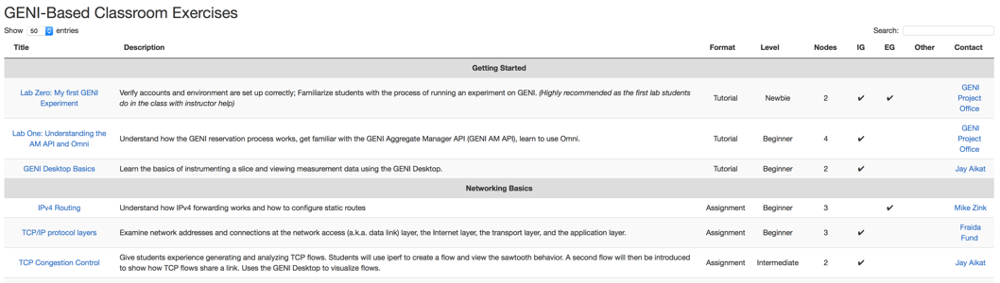 GENI-Based Classroom Exercises
Show 50 entries Search:
Title Description Format Level Nodes IG EG Other Contact
Getting Started
Lab Zero: My first GENI Experiment Verify accounts and environment are set up correctly; Familiarize students with the process of running an experiment on GENI. (Highly recommended as the first lab students do in the class with instructor help) Tutorial Newbie 2 ✔ ✔ GENI Project Office
Lab One: Understanding the AM API and Omni Understand how the GENI reservation process works, get familiar with the GENI Aggregate Manager API (GENI AM API), learn to use Omni. Tutorial Beginner 4 ✔ GENI Project Office
GENI Desktop Basics Learn the basics of instrumenting a slice and viewing measurement data using the GENI Desktop. Tutorial Beginner 2 ✔ Jay Aikat
Networking Basics
IPv4 Routing Understand how IPv4 forwarding works and how to configure static routes Assignment Beginner 3 ✔ Mike Zink
TCP/IP protocol layers Examine network addresses and connections at the network access (a.k.a. data link) layer, the Internet layer, the transport layer, and the application layer. Assignment Beginner 3 ✔ Fraida Fund
TCP Congestion Control Give students experience generating and analyzing TCP flows. Students will use iperf to create a flow and view the sawtooth behavior. A second flow will then be introduced to show how TCP flows share a link. Uses the GENI Desktop to visualize flows. Assignment Intermediate 2 ✔ Jay Aikat